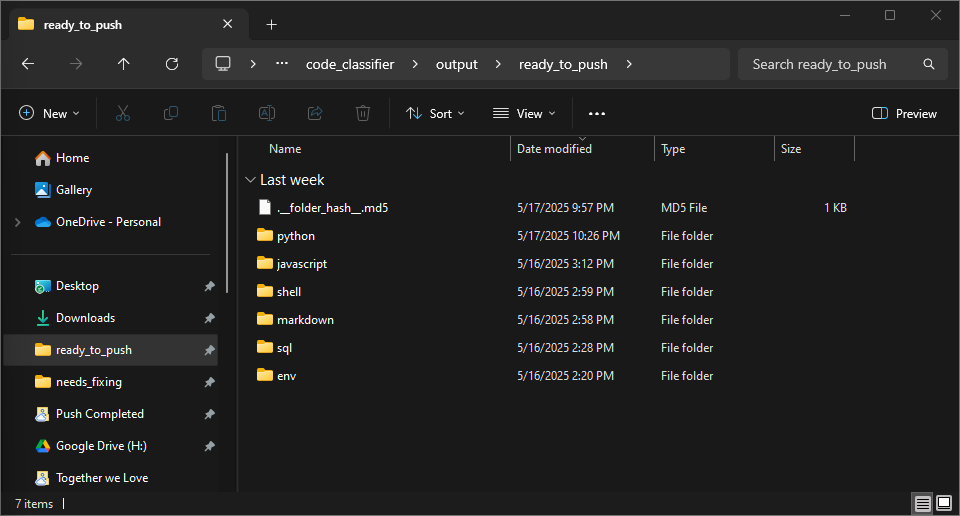 ready_to_push
code_classifier
output
ready_to_push
Search ready_to_push
New
Sort
View
Preview
Home
Gallery
OneDrive - Personal
Desktop
Downloads
ready_to_push
needs_fixing
Push Completed
Google Drive (H:)
Together we Love
Name Date modified Type Size
Last week
.__folder_hash__.md5 5/17/2025 9:57 PM MD5 File 1 KB
python 5/17/2025 10:26 PM File folder
javascript 5/16/2025 3:12 PM File folder
shell 5/16/2025 2:59 PM File folder
markdown 5/16/2025 2:58 PM File folder
sql 5/16/2025 2:28 PM File folder
env 5/16/2025 2:20 PM File folder
7 items